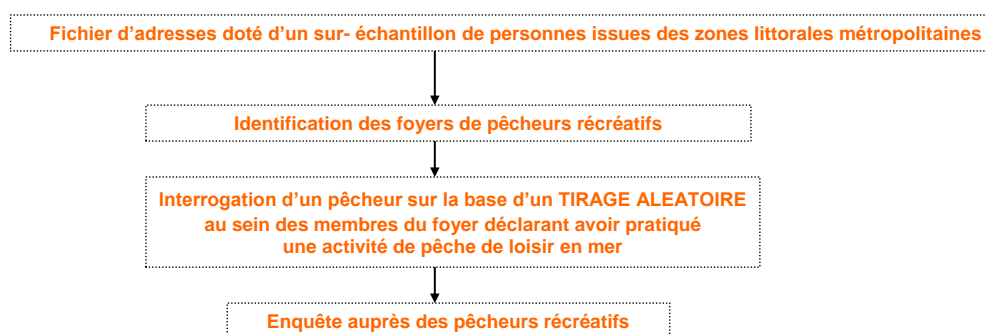 Fichier d’adresses doté d’un sur- échantillon de personnes issues des zones littorales métropolitaines
Identification des foyers de pêcheurs récréatifs
Interrogation d’un pêcheur sur la base d’un TIRAGE ALEATOIRE
au sein des membres du foyer déclarant avoir pratiqué
une activité de pêche de loisir en mer
Enquête auprès des pêcheurs récréatifs